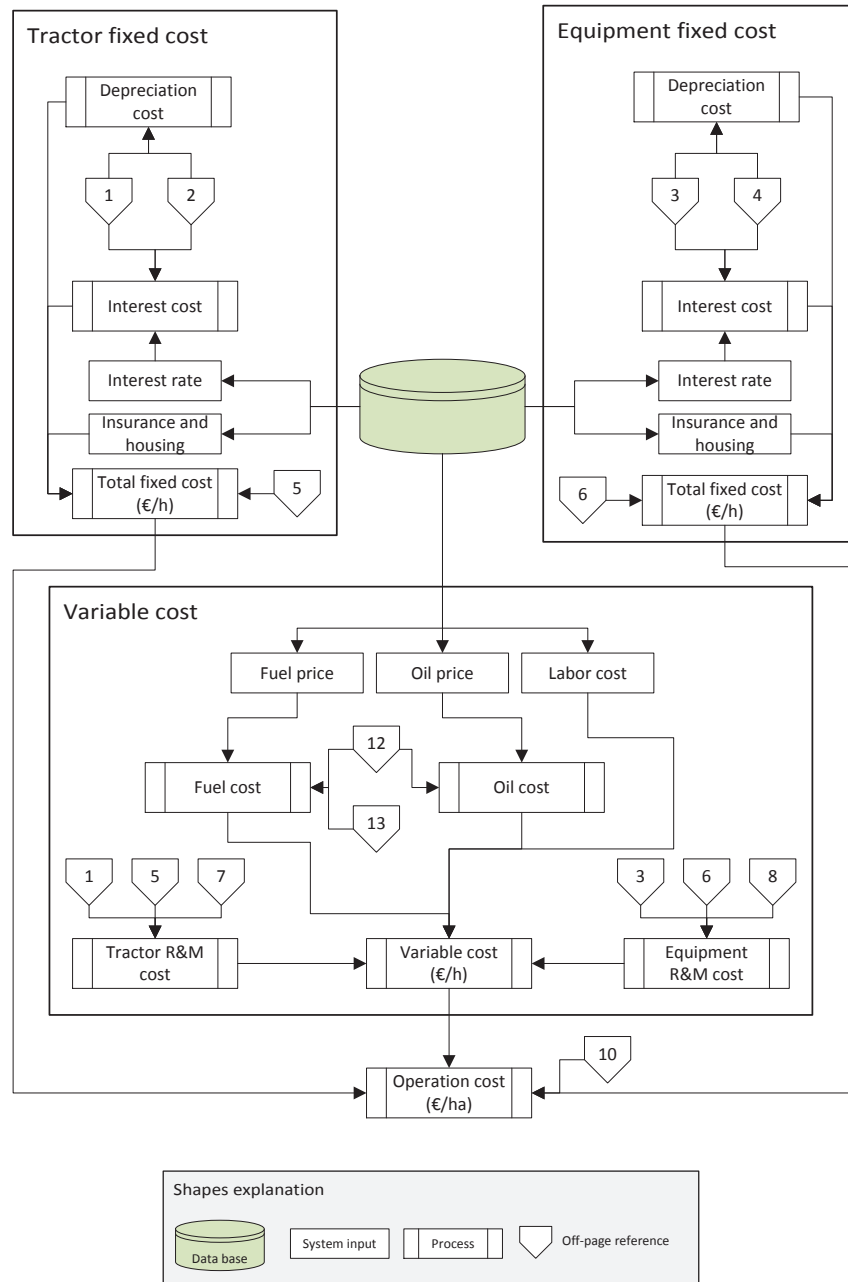 Tractor fixed cost
Depreciation
cost
1
2
Interest cost
Interest rate
Insurance and
housing
Total fixed cost
(€/h)
5
Equipment fixed cost
Depreciation
cost
3
4
Interest cost
Interest rate
Insurance and
housing
6
Total fixed cost
(€/h)
Variable cost
Fuel price
Oil price
Labor cost
12
Fuel cost
Oil cost
13
1
5
7
3
6
8
Tractor R&M
cost
Variable cost
(€/h)
Equipment
R&M cost
10
Operation cost
(€/ha)
Shapes explanation
Data base
System input
Process
Off-page reference